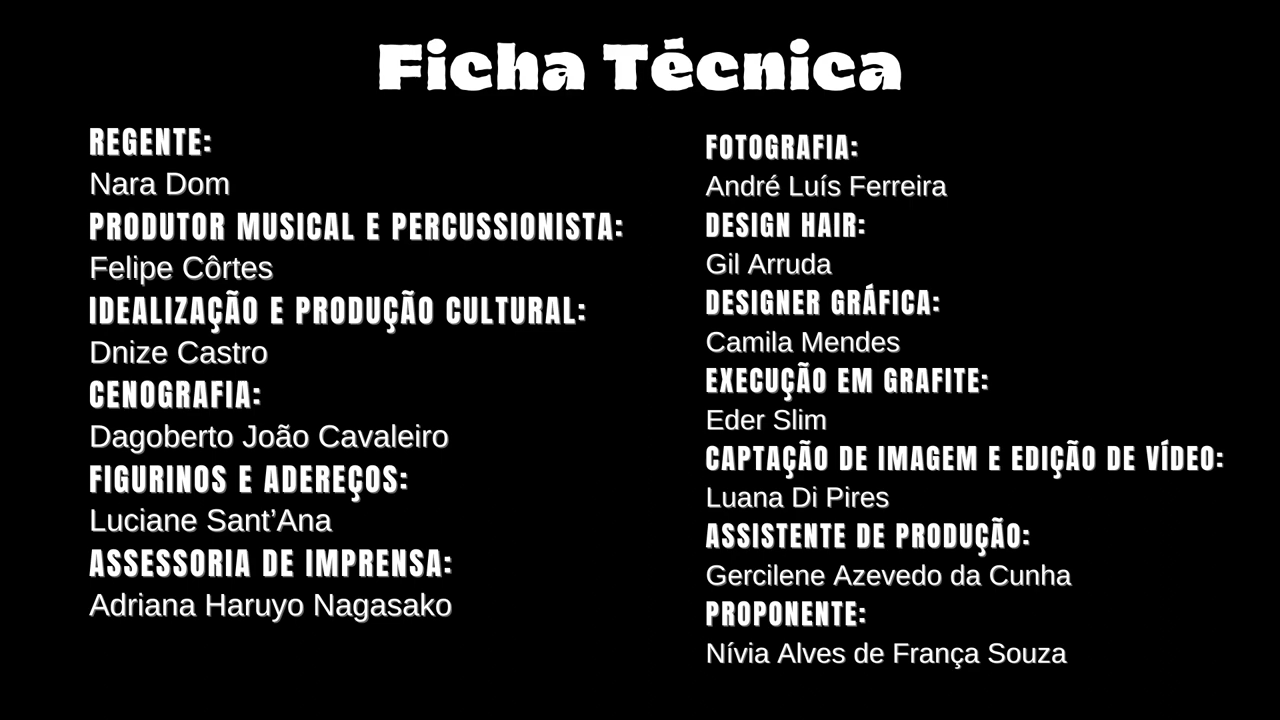 Ficha Técnica
REGENTE:
Nara Dom
PRODUTOR MUSICAL E PERCUSSIONISTA:
Felipe Côrtes
IDEALIZAÇÃO E PRODUÇÃO CULTURAL:
Dnize Castro
CENOGRAFIA:
Dagoberto João Cavaleiro
FIGURINOS E ADEREÇOS:
Luciane Sant’Ana
ASSESSORIA DE IMPRENSA:
Adriana Haruyo Nagasako
FOTOGRAFIA:
André Luís Ferreira
DESIGN HAIR:
Gil Arruda
DESIGNER GRÁFICA:
Camila Mendes
EXECUÇÃO EM GRAFITE:
Eder Slim
CAPTAÇÃO DE IMAGEM E EDIÇÃO DE VÍDEO:
Luana Di Pires
ASSISTENTE DE PRODUÇÃO:
Gercilene Azevedo da Cunha
PROPONENTE:
Nívia Alves de França Souza